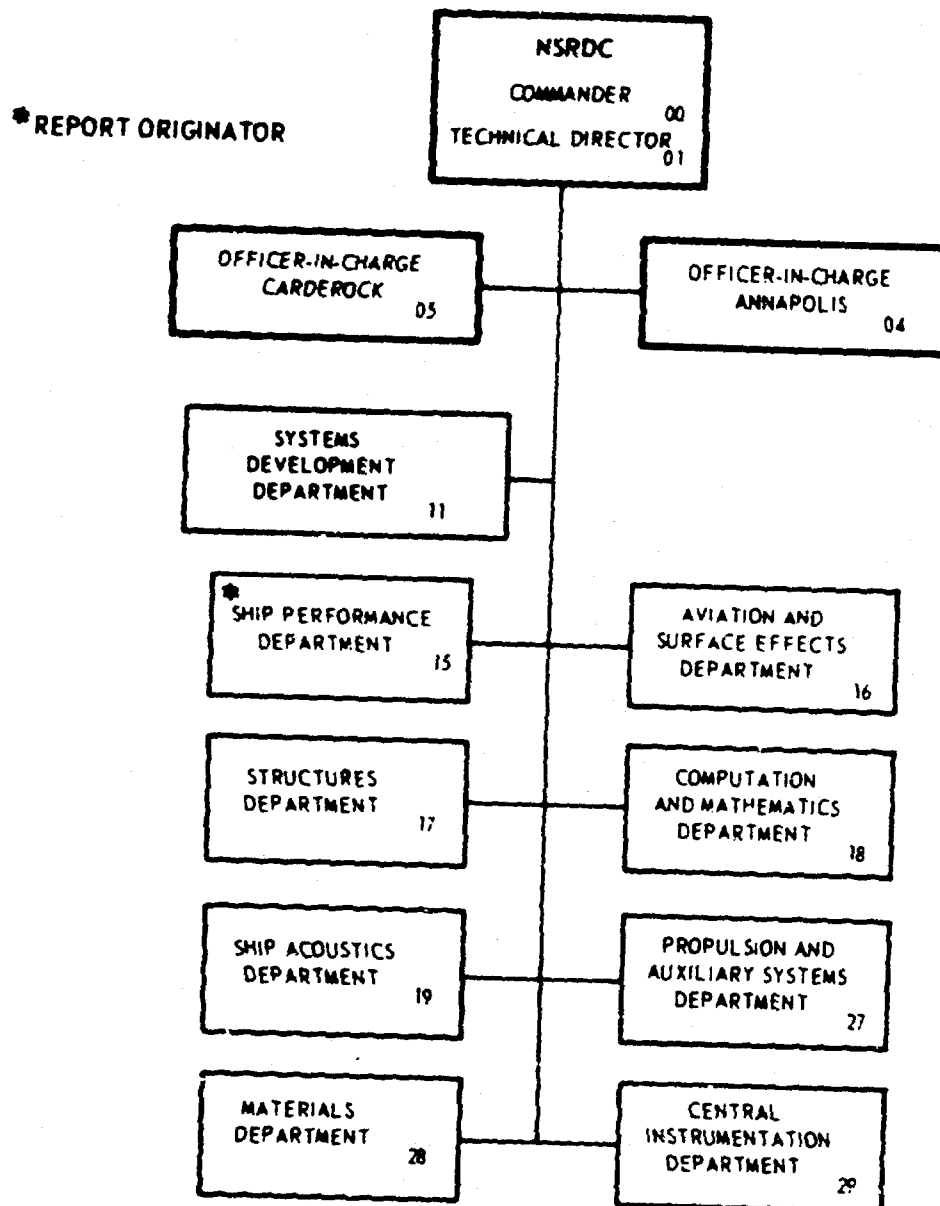 NSRDC
COMMANDER
00
TECHNICAL DIRECTOR
01
* REPORT ORIGINATOR
OFFICER-IN-CHARGE
CARDEROCK
05
OFFICER-IN-CHARGE
ANNAPOLIS
04
SYSTEMS
DEVELOPMENT
DEPARTMENT
11
*
SHIP PERFORMANCE
DEPARTMENT
15
AVIATION AND
SURFACE EFFECTS
DEPARTMENT
16
STRUCTURES
DEPARTMENT
17
COMPUTATION
AND MATHEMATICS
DEPARTMENT
18
SHIP ACOUSTICS
DEPARTMENT
19
PROPULSION AND
AUXILIARY SYSTEMS
DEPARTMENT
27
MATERIALS
DEPARTMENT
28
CENTRAL
INSTRUMENTATION
DEPARTMENT
29